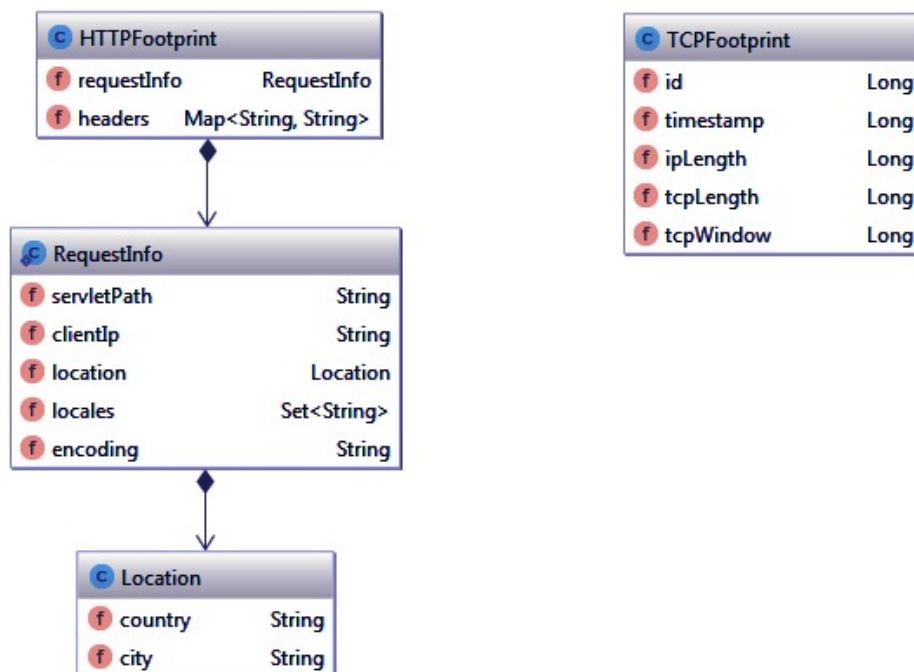 C HTTPFootprint
f requestInfo RequestInfo
f headers Map<String, String>
C RequestInfo
f servletPath String
f clientIp String
f location Location
f locales Set<String>
f encoding String
C Location
f country String
f city String
C TCPFootprint
f id Long
f timestamp Long
f ipLength Long
f tcpLength Long
f tcpWindow Long